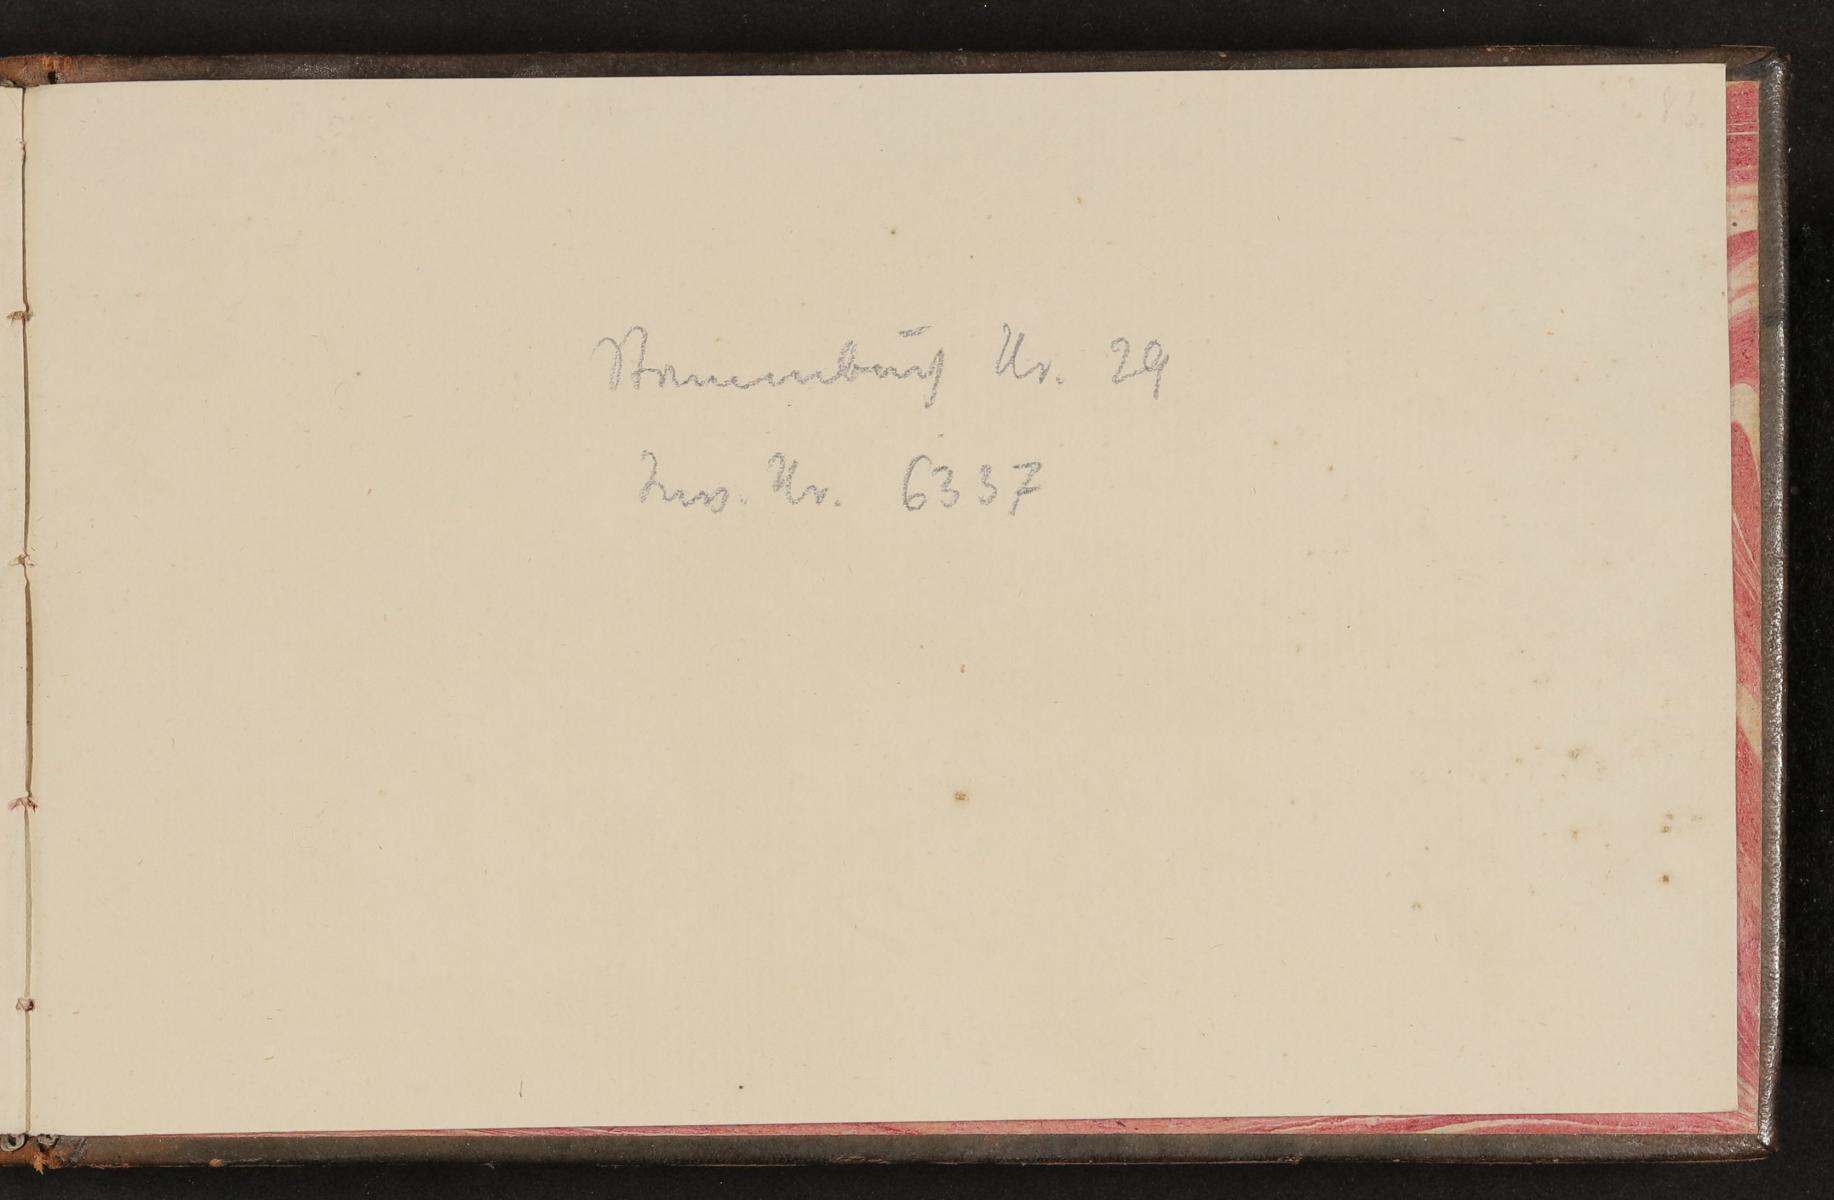 Stammbuch Nr. 29
Inv. Nr. 6337